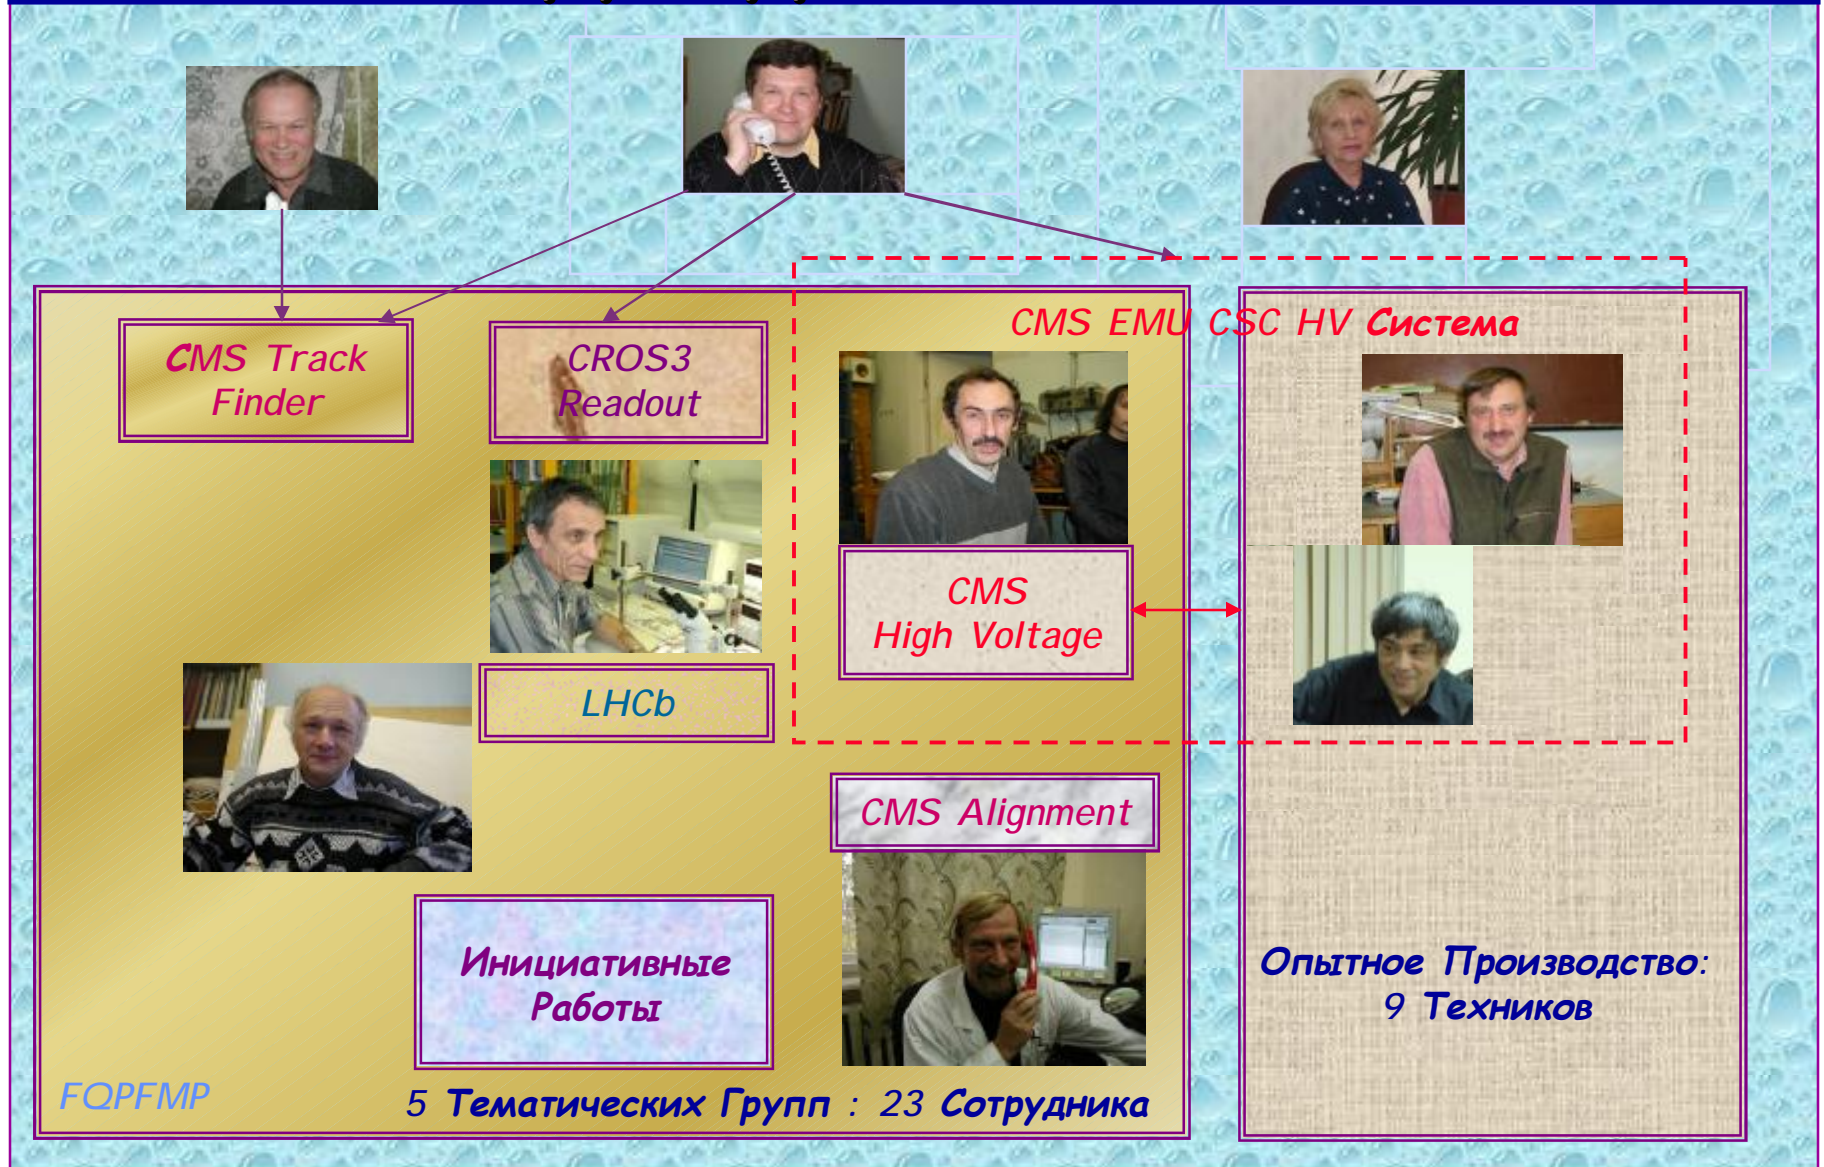 CMS EMU CSC HV Система
CMS Track
Finder
CROS3
Readout
CMS
High Voltage
LHCb
CMS Alignment
Инициативные
Работы
Опытное Производство:
9 Техников
FQPFMP
5 Тематических Групп : 23 Сотрудника